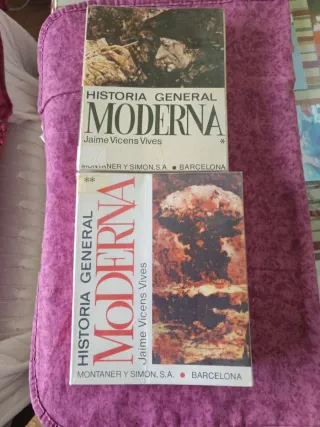 HISTORIA GENERAL
MODERNA
Jaime Vicens Vives
*
MONTANER Y SIMON, S.A. ● BARCELONA
**
HISTORIA GENERAL
MODERNA
Jaime Vicens Vives
MONTANER Y SIMON, S.A. ● BARCELONA